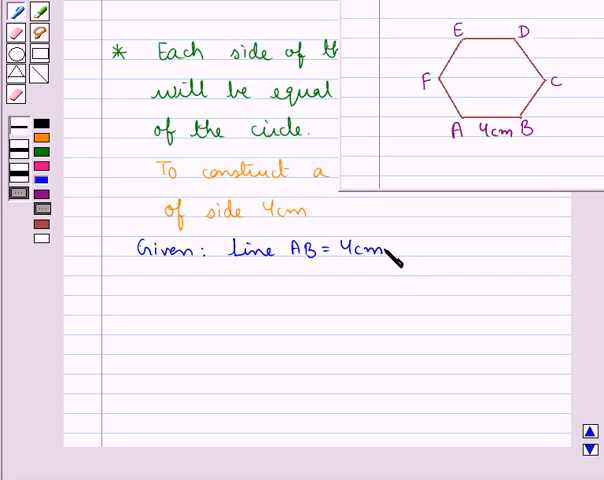 * Each side of th
will be equal
of the circle.
To construct a
of side 4cm
Given: Line AB = 4cm
E D
F C
A 4cm B